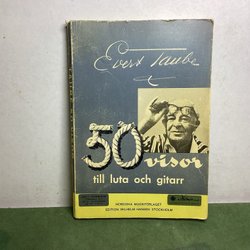 Evert Taube
50 visor
till luta och gitarr
NORDISKA MUSIKFÖRLAGET
EDITION WILHELM HANSEN STOCKHOLM